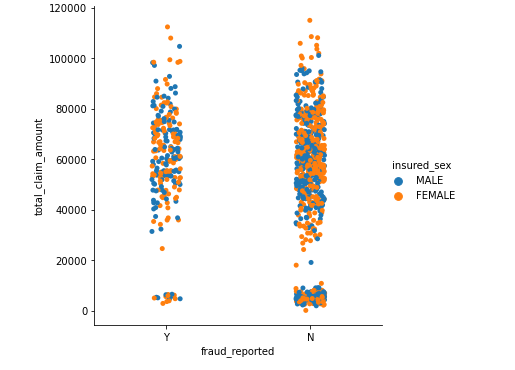 120000
100000
80000
60000
40000
20000
0
total_claim_amount
Y
N
fraud_reported
insured_sex
MALE
FEMALE